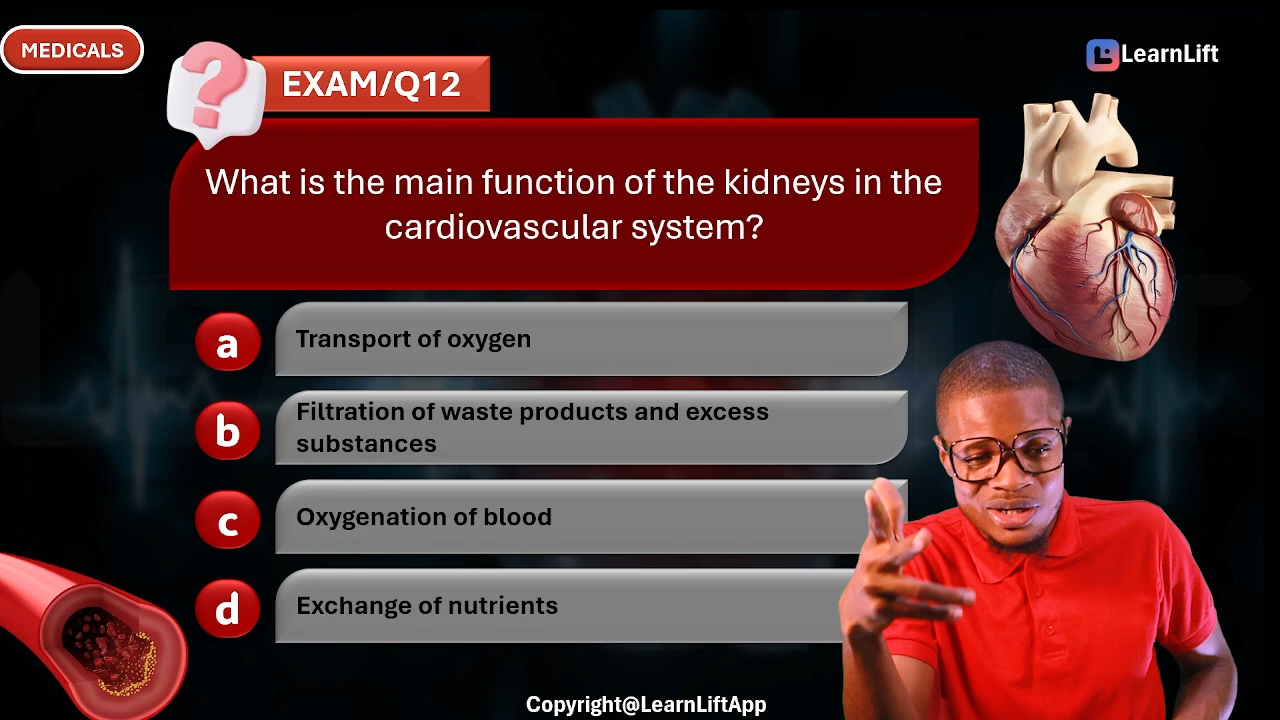 MEDICALS
LearnLift
?
EXAM/Q12
What is the main function of the kidneys in the
cardiovascular system?
a
Transport of oxygen
b
Filtration of waste products and excess
substances
c
Oxygenation of blood
d
Exchange of nutrients
Copyright@LearnLiftApp